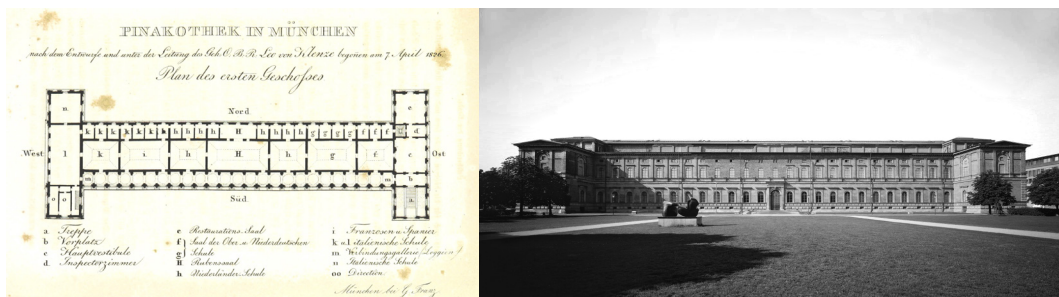 PINAKOTHEK IN MÜNCHEN
nach dem Entwurfe und unter der Leitung des Geh. O. B. R. Leo von Klenze begonnen am 7. April 1826.
Plan des ersten Geschosses
Nord
n. e.
k k k k k k k h h h h H h h h h g g g g f f f d.
West. l k i h H h g f c Ost
m m b
o o a
Süd.
a Treppe
b Vorplatz
c Hauptvestibule
d. Inspectorzimmer
e Restaurations Saal
f Saal der Ober u. Niederdeutschen
g Schule
H Rubenssaal
h Niederländer Schule
i Franzosen u. Spanier
k u. l italienische Schule
m Verbindungsgallerie (Loggen)
n Italienische Schule
oo Direction.
München bei G. Franz.